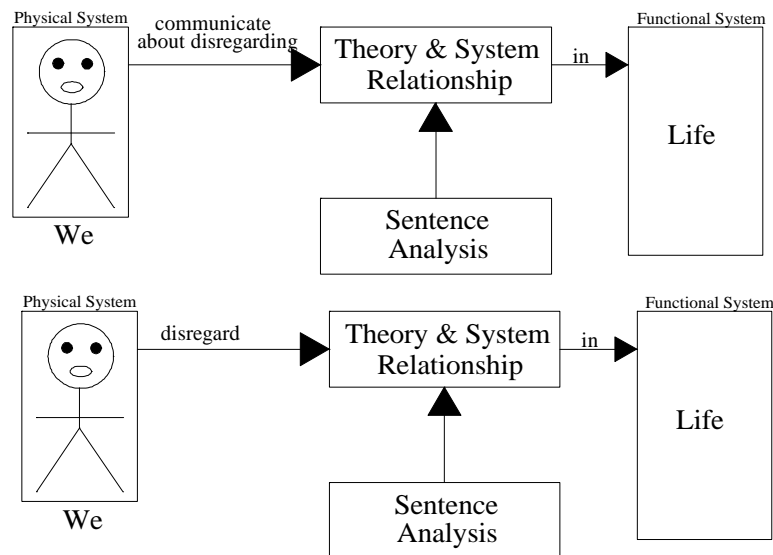 Physical System
communicate
about disregarding
Theory & System
Relationship
in
Functional System
Life
We
Sentence
Analysis
Physical System
disregard
Theory & System
Relationship
in
Functional System
Life
We
Sentence
Analysis